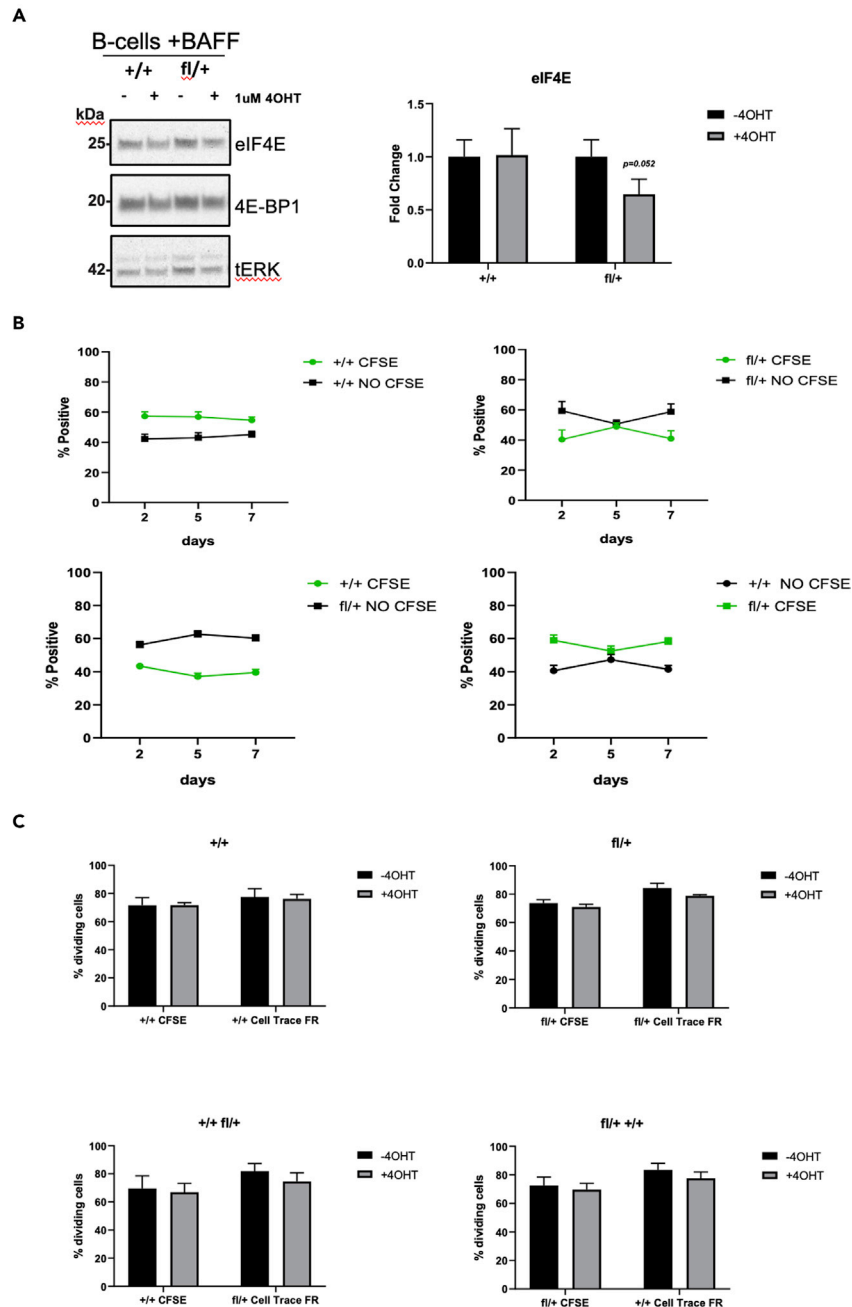 A
B-cells +BAFF
+/+ fl/+
- + - + 1uM 4OHT
kDa
25 eIF4E
20 4E-BP1
42 tERK
eIF4E
Fold Change
1.5
1.0
0.5
0.0
p=0.052
+/+ fl/+
-4OHT
+4OHT
B
% Positive
100
80
60
40
20
0
2 5 7
days
+/+ CFSE
+/+ NO CFSE
% Positive
100
80
60
40
20
0
2 5 7
days
fl/+ CFSE
fl/+ NO CFSE
% Positive
100
80
60
40
20
0
2 5 7
days
+/+ CFSE
fl/+ NO CFSE
% Positive
100
80
60
40
20
0
2 5 7
days
+/+ NO CFSE
fl/+ CFSE
C
+/+
% dividing cells
100
80
60
40
20
0
+/+ CFSE +/+ Cell Trace FR
-4OHT
+4OHT
fl/+
% dividing cells
100
80
60
40
20
0
fl/+ CFSE fl/+ Cell Trace FR
-4OHT
+4OHT
+/+ fl/+
% dividing cells
100
80
60
40
20
0
+/+ CFSE fl/+ Cell Trace FR
-4OHT
+4OHT
fl/+ +/+
% dividing cells
100
80
60
40
20
0
fl/+ CFSE +/+ Cell Trace FR
-4OHT
+4OHT